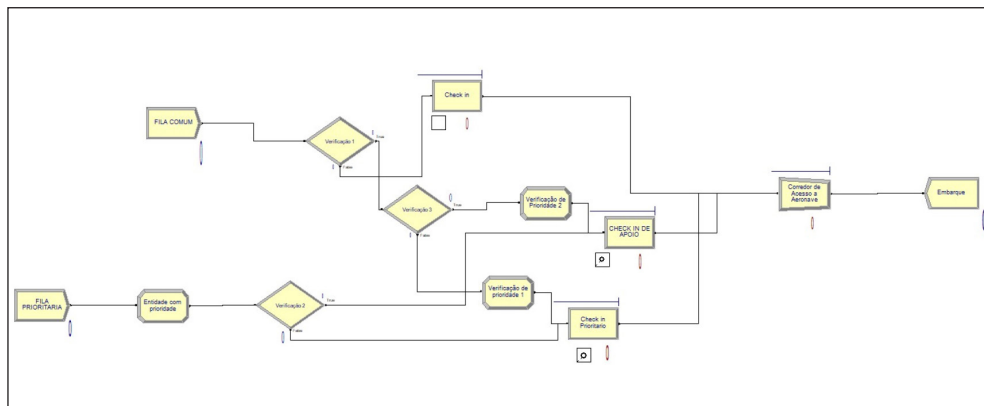 Check in
FILA COMUM
True
Verificação 1
False
Verificação 3
True
Verificação de
Prioridade 2
Corredor de
Acesso a
Aeronave
Embarque
CHECK IN DE
APOIO
False
FILA
PRIORITARIA
Entidade com
prioridade
Verificação 2
True
False
Verificação de
prioridade 1
Check in
Prioritario